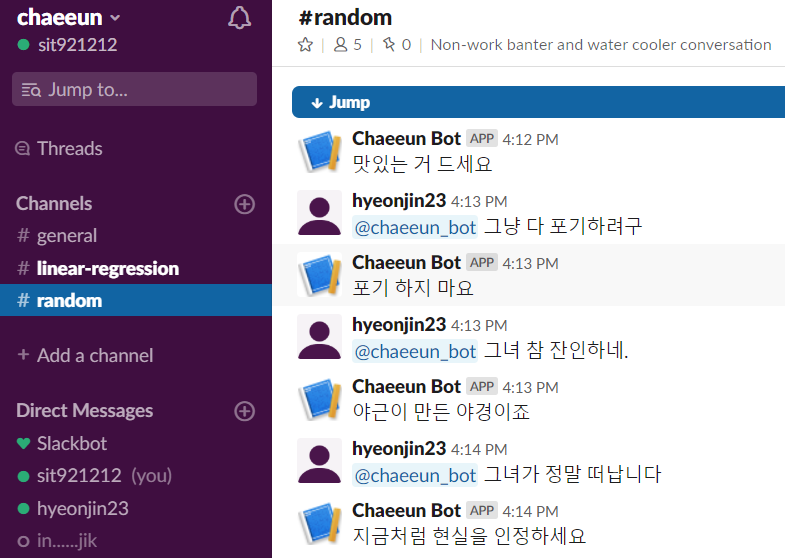 chaeeun
sit921212
Jump to...
Threads
Channels
# general
# linear-regression
# random
+ Add a channel
Direct Messages
Slackbot
sit921212 (you)
hyeonjin23
in......jik
#random
5 | 0 | Non-work banter and water cooler conversation
Jump
Chaeeun Bot APP 4:12 PM
맛있는 거 드세요
hyeonjin23 4:13 PM
@chaeeun_bot 그냥 다 포기하려구
Chaeeun Bot APP 4:13 PM
포기 하지 마요
hyeonjin23 4:13 PM
@chaeeun_bot 그녀 참 잔인하네.
Chaeeun Bot APP 4:13 PM
야근이 만든 야경이죠
hyeonjin23 4:14 PM
@chaeeun_bot 그녀가 정말 떠납니다
Chaeeun Bot APP 4:14 PM
지금처럼 현실을 인정하세요